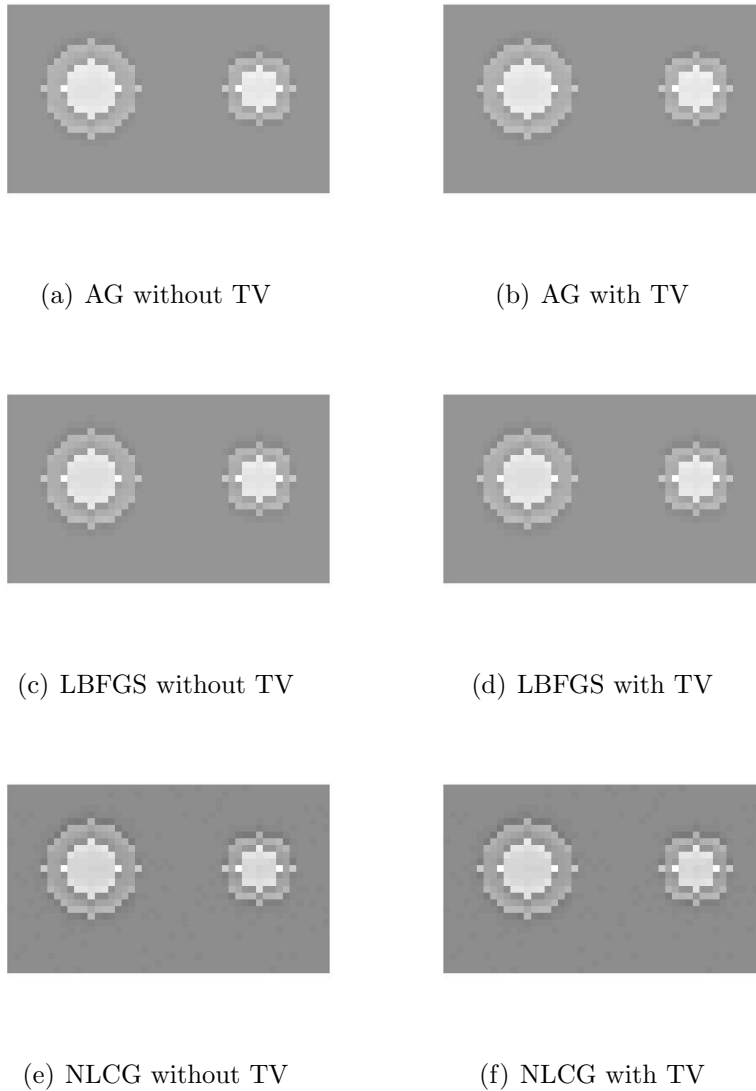 (a) AG without TV
(b) AG with TV
(c) LBFGS without TV
(d) LBFGS with TV
(e) NLCG without TV
(f) NLCG with TV